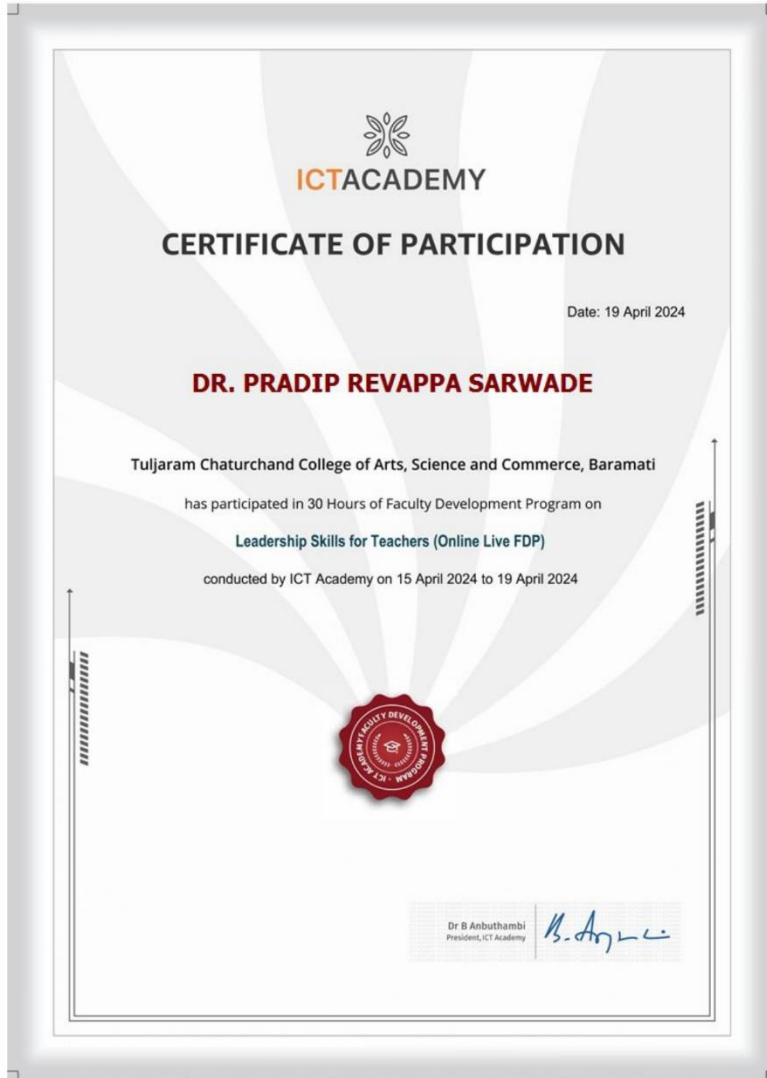 ICTACADEMY
CERTIFICATE OF PARTICIPATION
Date: 19 April 2024
DR. PRADIP REVAPPA SARWADE
Tuljaram Chaturchand College of Arts, Science and Commerce, Baramati
has participated in 30 Hours of Faculty Development Program on
Leadership Skills for Teachers (Online Live FDP)
conducted by ICT Academy on 15 April 2024 to 19 April 2024
FACULTY DEVELOPMENT PROGRAM - ICT ACADEMY
Dr B Anbuthambi
President, ICT Academy